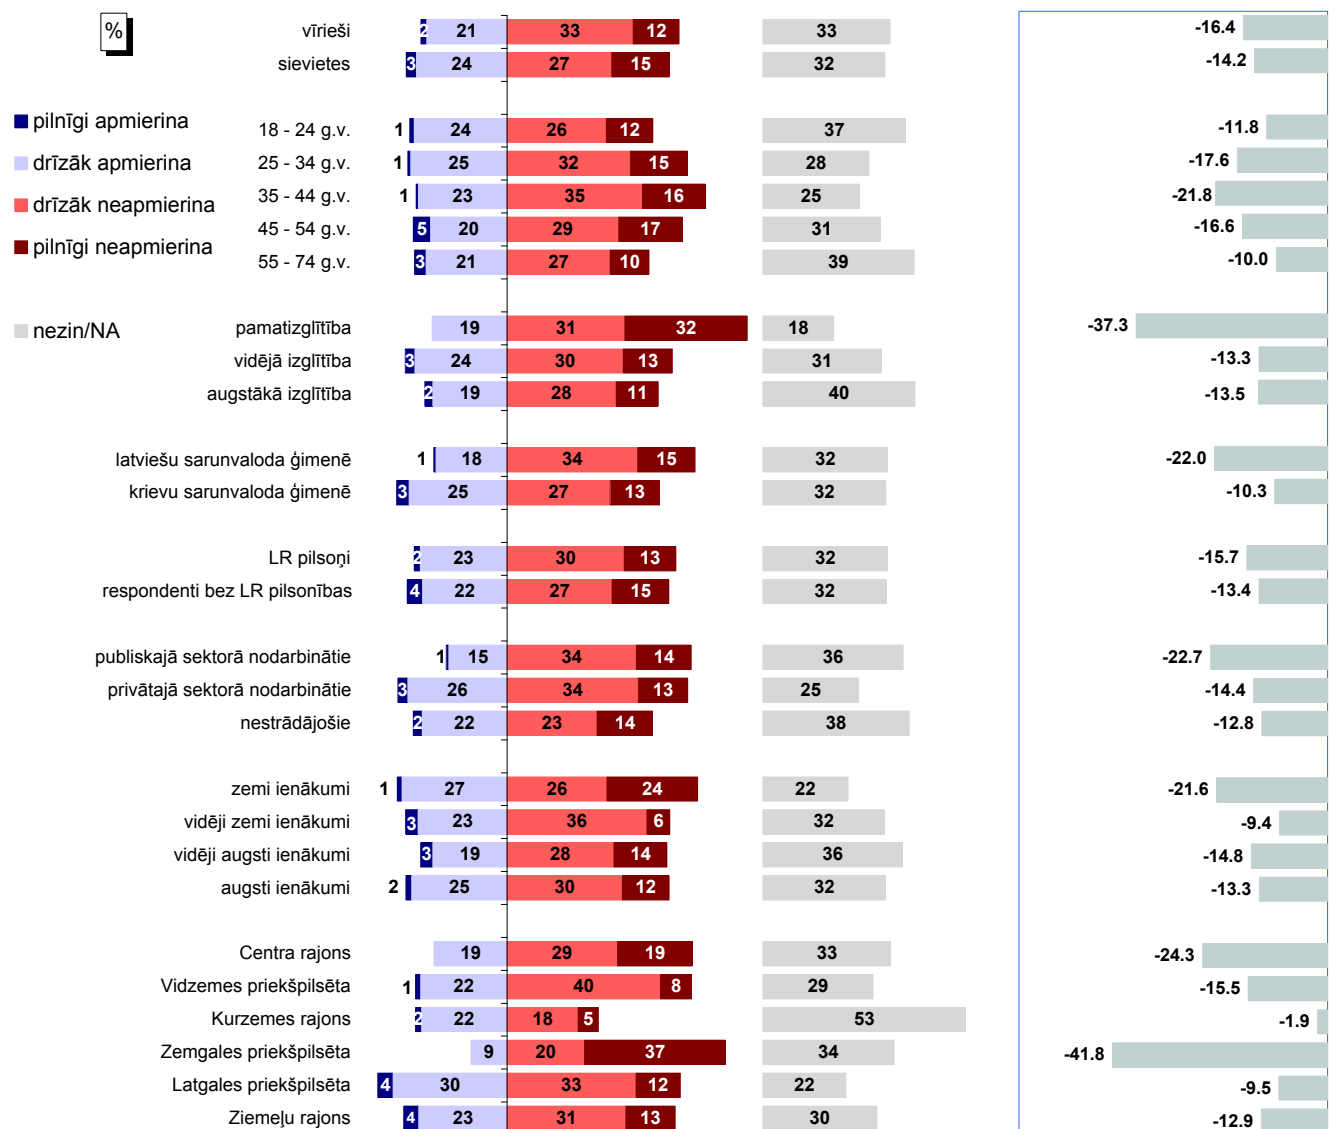 %
pilnīgi apmierina
drīzāk apmierina
drīzāk neapmierina
pilnīgi neapmierina
nezin/NA
vīrieši 2 21 33 12 33 -16.4
sievietes 3 24 27 15 32 -14.2
18 - 24 g.v. 1 24 26 12 37 -11.8
25 - 34 g.v. 1 25 32 15 28 -17.6
35 - 44 g.v. 1 23 35 16 25 -21.8
45 - 54 g.v. 5 20 29 17 31 -16.6
55 - 74 g.v. 3 21 27 10 39 -10.0
pamatizglītība 19 31 32 18 -37.3
vidējā izglītība 3 24 30 13 31 -13.3
augstākā izglītība 2 19 28 11 40 -13.5
latviešu sarunvaloda ģimenē 1 18 34 15 32 -22.0
krievu sarunvaloda ģimenē 3 25 27 13 32 -10.3
LR pilsoņi 2 23 30 13 32 -15.7
respondenti bez LR pilsonības 4 22 27 15 32 -13.4
publiskajā sektorā nodarbinātie 1 15 34 14 36 -22.7
privātajā sektorā nodarbinātie 3 26 34 13 25 -14.4
nestrādājošie 2 22 23 14 38 -12.8
zemi ienākumi 1 27 26 24 22 -21.6
vidēji zemi ienākumi 3 23 36 6 32 -9.4
vidēji augsti ienākumi 3 19 28 14 36 -14.8
augsti ienākumi 2 25 30 12 32 -13.3
Centra rajons 19 29 19 33 -24.3
Vidzemes priekšpilsēta 1 22 40 8 29 -15.5
Kurzemes rajons 2 22 18 5 53 -1.9
Zemgales priekšpilsēta 9 20 37 34 -41.8
Latgales priekšpilsēta 4 30 33 12 22 -9.5
Ziemeļu rajons 4 23 31 13 30 -12.9